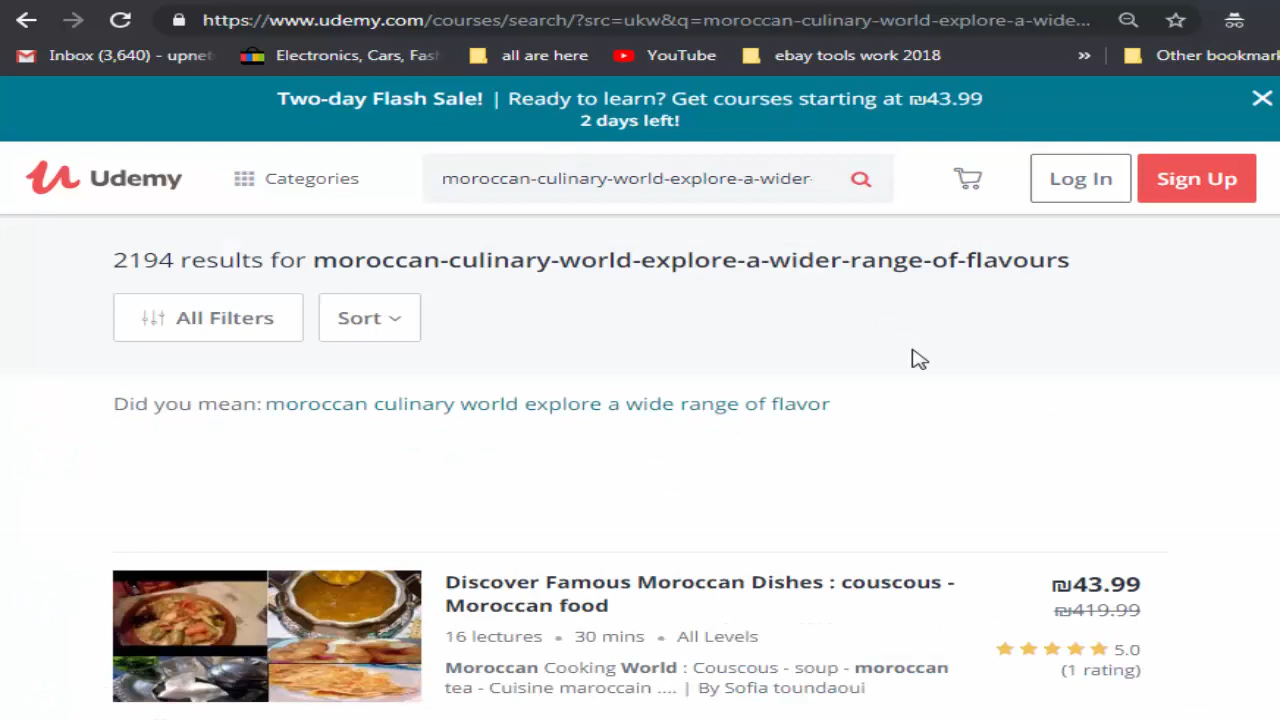 https://www.udemy.com/courses/search/?src=ukw&q=moroccan-culinary-world-explore-a-wide...
Inbox (3,640) - upnet
Electronics, Cars, Fash
all are here
YouTube
ebay tools work 2018
»
Other bookmark
Two-day Flash Sale! | Ready to learn? Get courses starting at ₪43.99
2 days left!
Udemy
Categories
moroccan-culinary-world-explore-a-wider-
Log In
Sign Up
2194 results for moroccan-culinary-world-explore-a-wider-range-of-flavours
All Filters
Sort
Did you mean: moroccan culinary world explore a wide range of flavor
Discover Famous Moroccan Dishes : couscous -
Moroccan food
16 lectures • 30 mins • All Levels
Moroccan Cooking World : Couscous - soup - moroccan
tea - Cuisine maroccain .... | By Sofia toundaoui
₪43.99
₪419.99
5.0
(1 rating)